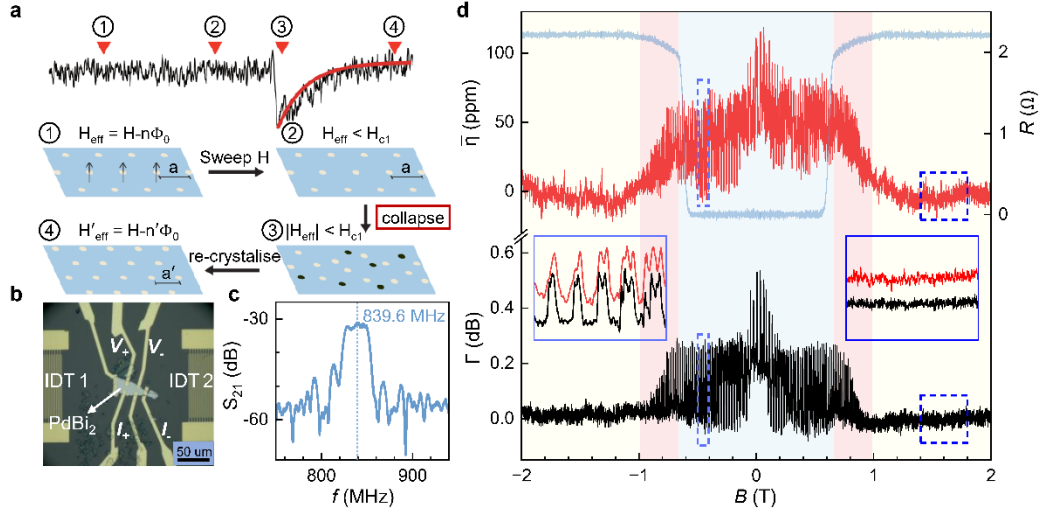 a
① ② ③ ④
① H_eff = H-nΦ₀
② H_eff < H_c1
Sweep H
a
a
collapse
④ H′_eff = H-n′Φ₀
③ |H_eff| < H_c1
re-crystalise
a′
b
V₊ V₋
IDT 1 IDT 2
PdBi₂
I₊ I₋
50 um
c
839.6 MHz
-30
-60
S₂₁ (dB)
800 900
f (MHz)
d
100
50
0
η̄ (ppm)
2
1
0
R (Ω)
0.6
0.4
0.2
0.0
Γ (dB)
-2 -1 0 1 2
B (T)